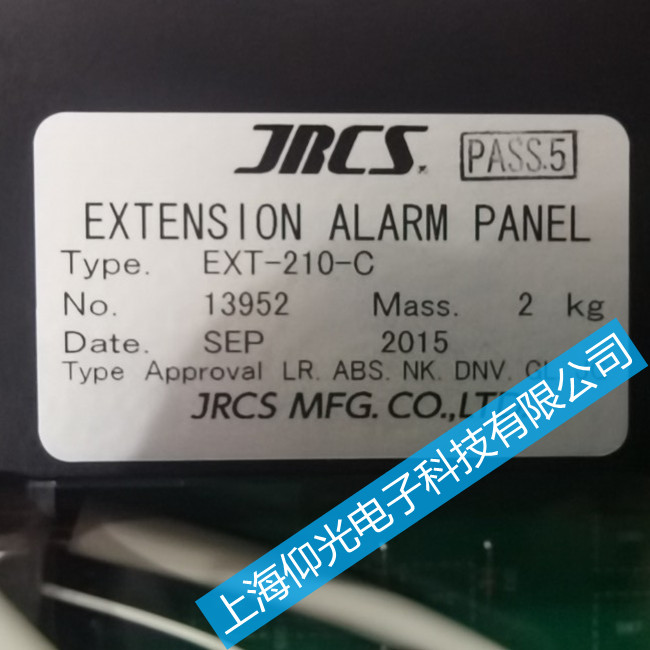 JRCS. PASS.5
EXTENSION ALARM PANEL
Type. EXT-210-C
No. 13952 Mass. 2 kg
Date. SEP 2015
Type Approval LR. ABS. NK. DNV.
JRCS MFG. CO.,
上海仰光电子科技有限公司